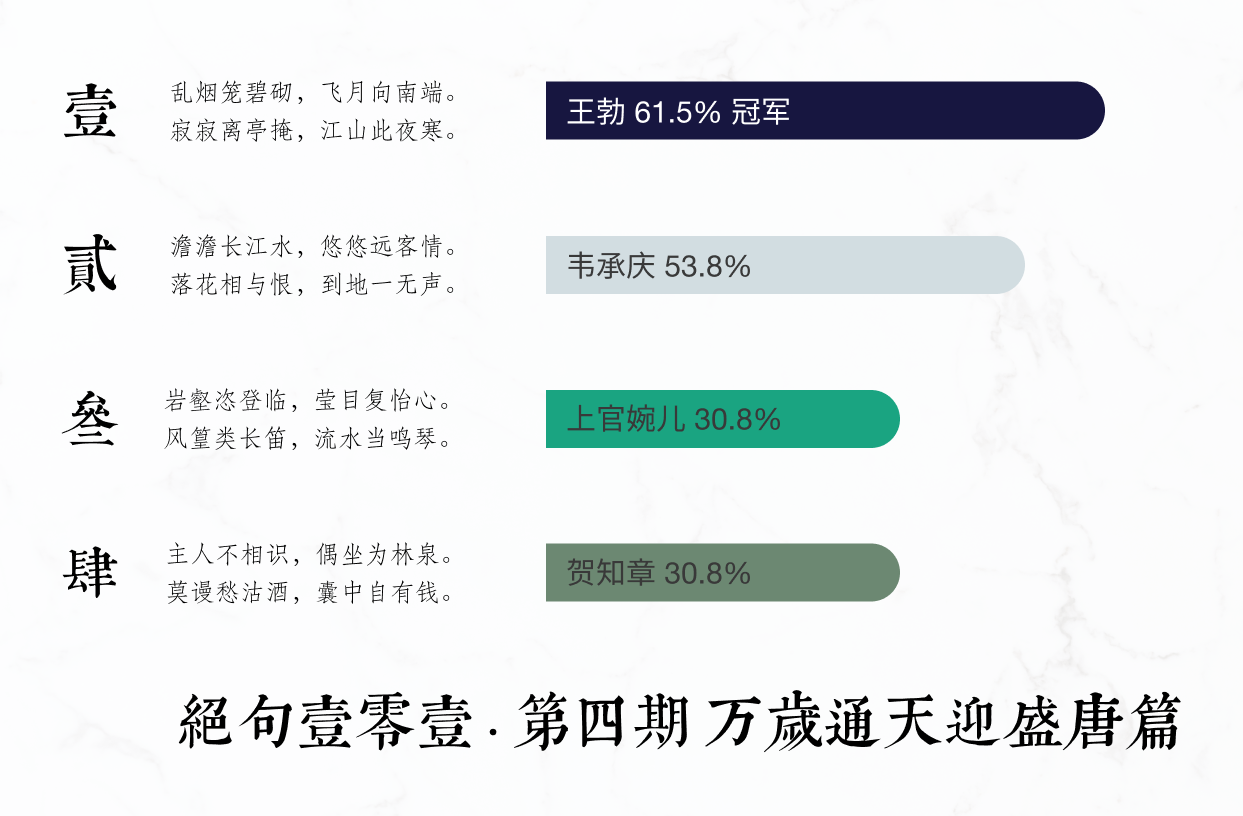 壹
乱烟笼碧砌，飞月向南端。
寂寂离亭掩，江山此夜寒。
王勃 61.5% 冠军
貳
澹澹长江水，悠悠远客情。
落花相与恨，到地一无声。
韦承庆 53.8%
叄
岩壑恣登临，莹目复怡心。
风篁类长笛，流水当鸣琴。
上官婉儿 30.8%
肆
主人不相识，偶坐为林泉。
莫谩愁沽酒，囊中自有钱。
贺知章 30.8%
絕句壹零壹 . 第四期 万歲通天迎盛唐篇